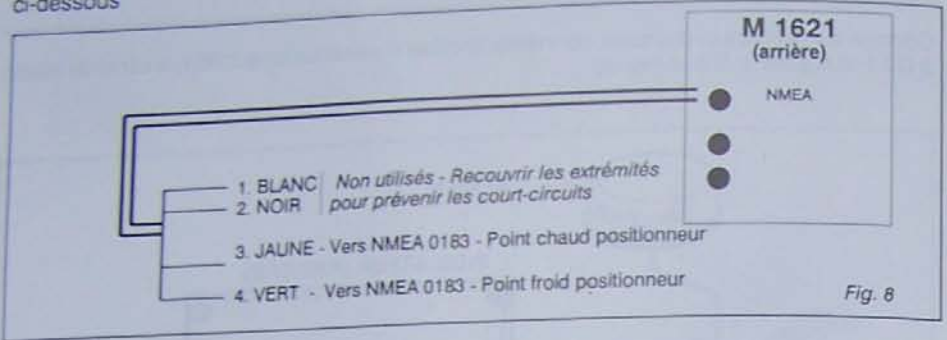 ci-dessous
M 1621
(arrière)
NMEA
1. BLANC Non utilisés - Recouvrir les extrémités
2. NOIR pour prévenir les court-circuits
3. JAUNE - Vers NMEA 0183 - Point chaud positionneur
4. VERT - Vers NMEA 0183 - Point froid positionneur
Fig. 8